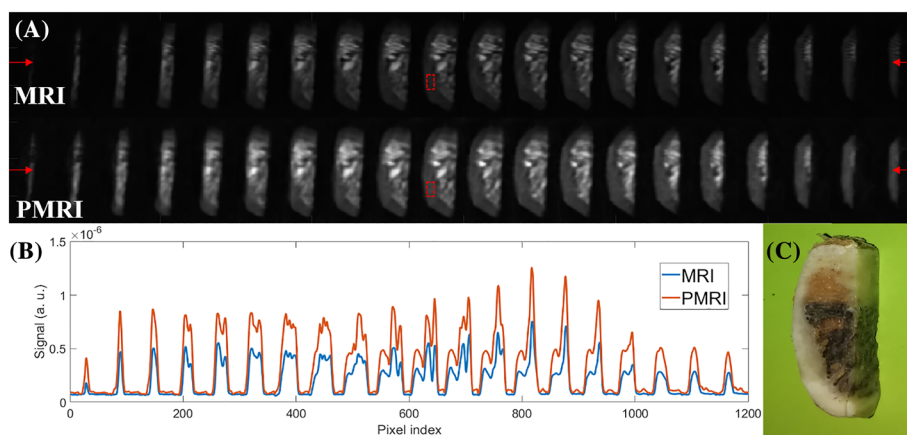 (A)
MRI
PMRI
(B)
×10⁻⁶
1.5
1
0.5
0
Signal (a. u.)
0 200 400 600 800 1000 1200
Pixel index
MRI
PMRI
(C)